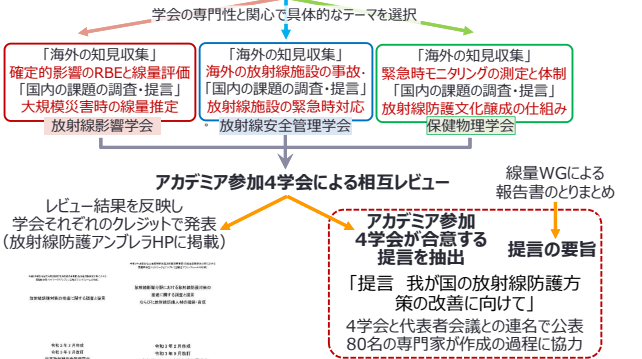 学会の専門性と関心で具体的なテーマを選択
「海外の知見収集」
確定的影響のRBEと線量評価
「国内の課題の調査・提言」
大規模災害時の線量推定
放射線影響学会
「海外の知見収集」
海外の放射線施設の事故・
「国内の課題の調査・提言」
放射線施設の緊急時対応
。放射線安全管理学会
「海外の知見収集」
緊急時モニタリングの測定と体制
「国内の課題の調査・提言」
放射線防護文化醸成の仕組み
保健物理学会
アカデミア参加4学会による相互レビュー
線量WGによる
報告書のとりまとめ
レビュー結果を反映し
学会それぞれのクレジットで発表
(放射線防護アンブレラHPに掲載)
アカデミア参加
4学会が合意する
提言を抽出
提言の要旨
「提言 我が国の放射線防護方
策の改善に向けて」
4学会と代表者会議との連名で公表
80名の専門家が作成の過程に協力